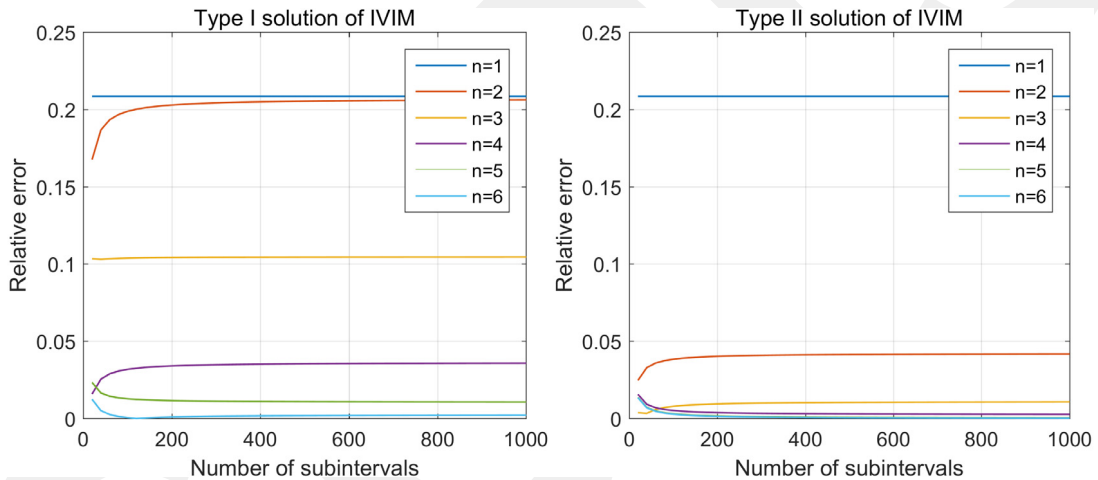 Type I solution of IVIM
0.25
0.2
0.15
0.1
0.05
0
Relative error
n=1
n=2
n=3
n=4
n=5
n=6
0 200 400 600 800 1000
Number of subintervals
Type II solution of IVIM
0.25
0.2
0.15
0.1
0.05
0
Relative error
n=1
n=2
n=3
n=4
n=5
n=6
0 200 400 600 800 1000
Number of subintervals